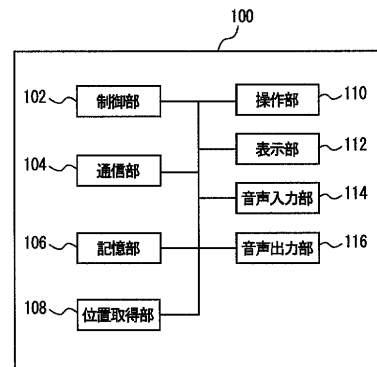 100
102 制御部
操作部 110
104 通信部
表示部 112
音声入力部 114
106 記憶部
音声出力部 116
108 位置取得部